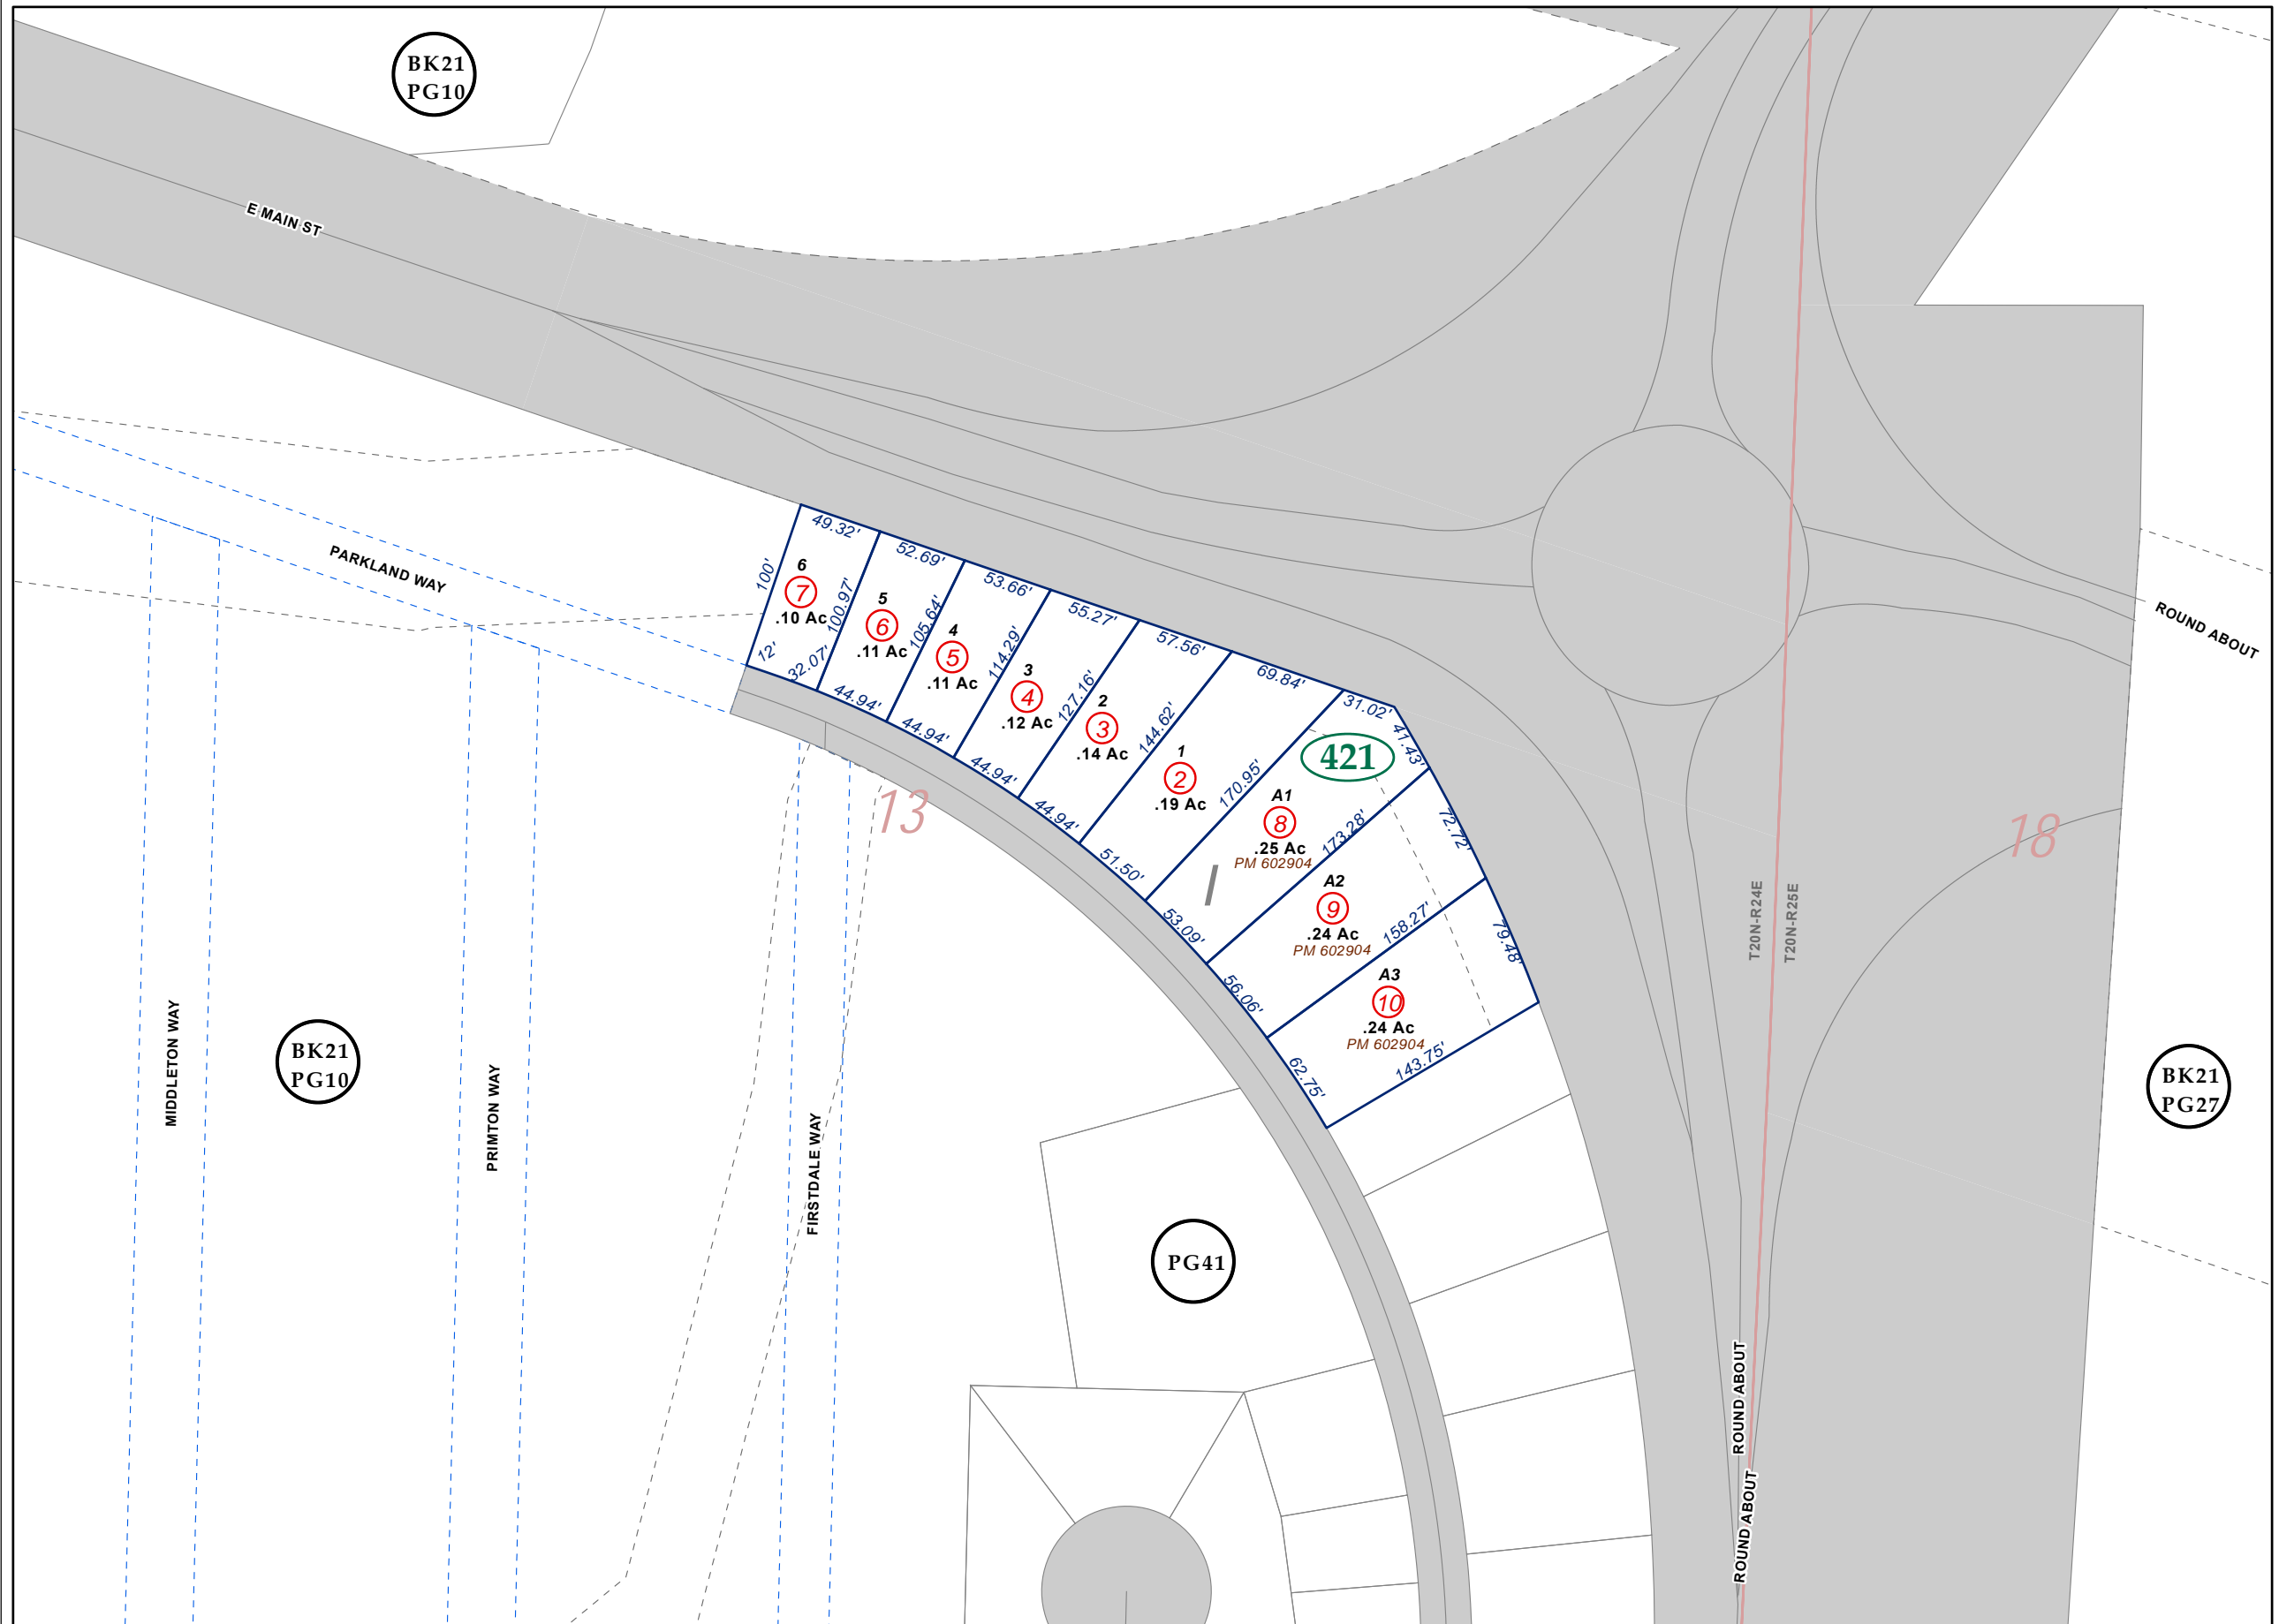 BK21
PG10
E MAIN ST
PARKLAND WAY
49.32'
52.69'
53.66'
55.27'
57.56'
69.84'
31.02'
41.43'
72.72'
79.48'
100'
6
7
.10 Ac
12'
32.07'
100.97'
5
6
.11 Ac
44.94'
105.64'
4
5
.11 Ac
44.94'
114.29'
3
4
.12 Ac
44.94'
127.16'
2
3
.14 Ac
44.94'
144.62'
1
2
.19 Ac
51.50'
170.95'
421
A1
8
.25 Ac
PM 602904
53.09'
173.28'
A2
9
.24 Ac
PM 602904
56.06'
158.27'
A3
10
.24 Ac
PM 602904
62.75'
143.75'
I
13
18
ROUND ABOUT
T20N-R24E
T20N-R25E
MIDDLETON WAY
BK21
PG10
PRIMTON WAY
FIRSTDALE WAY
PG41
BK21
PG27
ROUND ABOUT
ROUND ABOUT